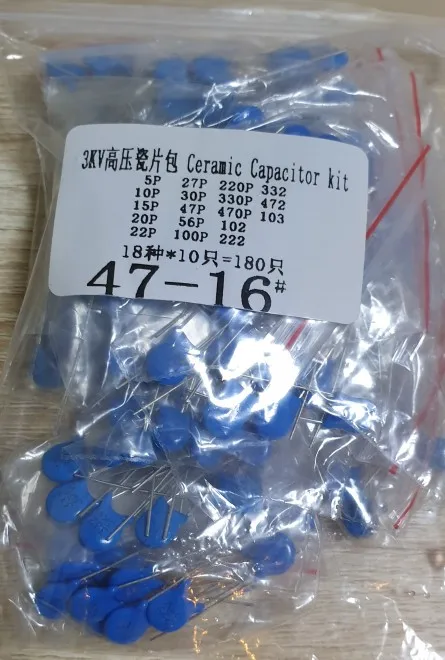 3KV高压瓷片包 Ceramic Capacitor kit
5P 27P 220P 332
10P 30P 330P 472
15P 47P 470P 103
20P 56P 102
22P 100P 222
18种*10只=180只
47-16#